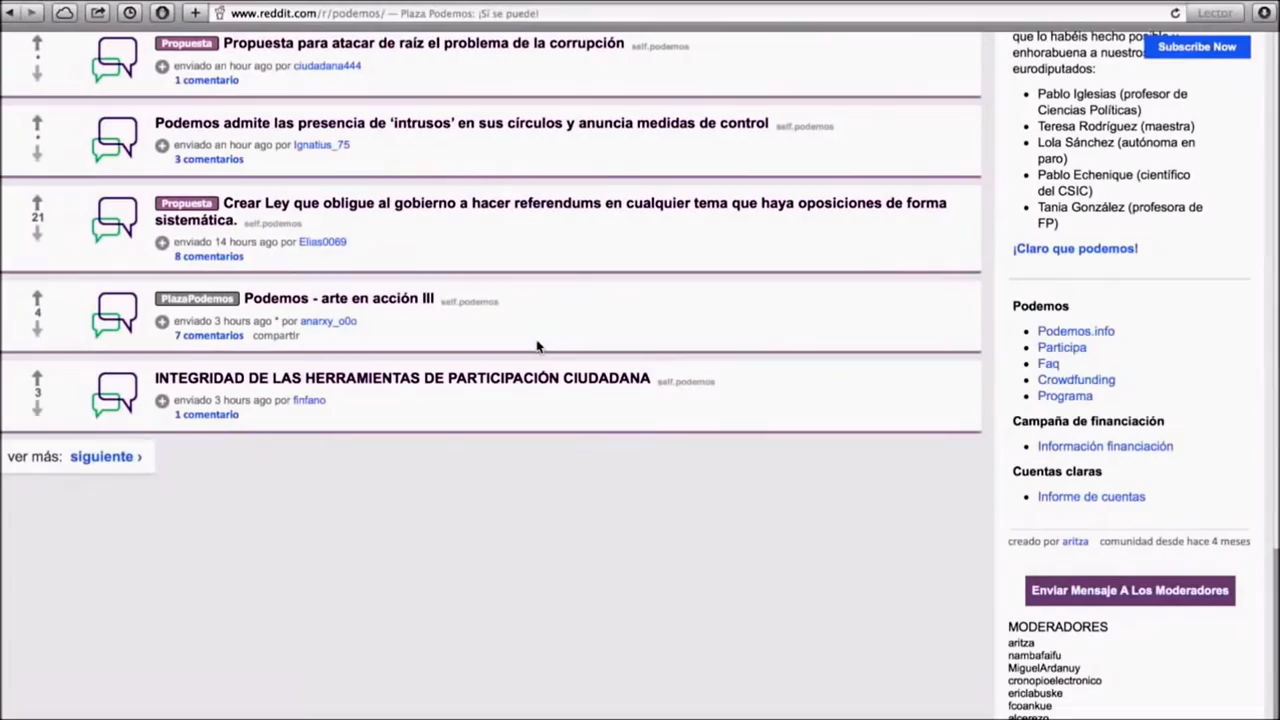 www.reddit.com/r/podemos/ — Plaza Podemos: ¡Sí se puede!
Lector
Propuesta Propuesta para atacar de raíz el problema de la corrupción self.podemos
enviado an hour ago por ciudadana444
1 comentario
Podemos admite las presencia de ‘intrusos’ en sus círculos y anuncia medidas de control self.podemos
enviado an hour ago por Ignatius_75
3 comentarios
21
Propuesta Crear Ley que obligue al gobierno a hacer referendums en cualquier tema que haya oposiciones de forma
sistemática. self.podemos
enviado 14 hours ago por Elias0069
8 comentarios
4
PlazaPodemos Podemos - arte en acción III self.podemos
enviado 3 hours ago * por anarxy_o0o
7 comentarios compartir
3
INTEGRIDAD DE LAS HERRAMIENTAS DE PARTICIPACIÓN CIUDADANA self.podemos
enviado 3 hours ago por finfano
1 comentario
ver más: siguiente ›
que lo habéis hecho
Subscribe Now
enhorabuena a nuestros
eurodiputados:
Pablo Iglesias (profesor de
Ciencias Políticas)
Teresa Rodríguez (maestra)
Lola Sánchez (autónoma en
paro)
Pablo Echenique (científico
del CSIC)
Tania González (profesora de
FP)
¡Claro que podemos!
Podemos
Podemos.info
Participa
Faq
Crowdfunding
Programa
Campaña de financiación
Información financiación
Cuentas claras
Informe de cuentas
creado por aritza comunidad desde hace 4 meses
Enviar Mensaje A Los Moderadores
MODERADORES
aritza
nambafaifu
MiguelArdanuy
cronopioelectronico
ericlabuske
fcoankue
alcerezo